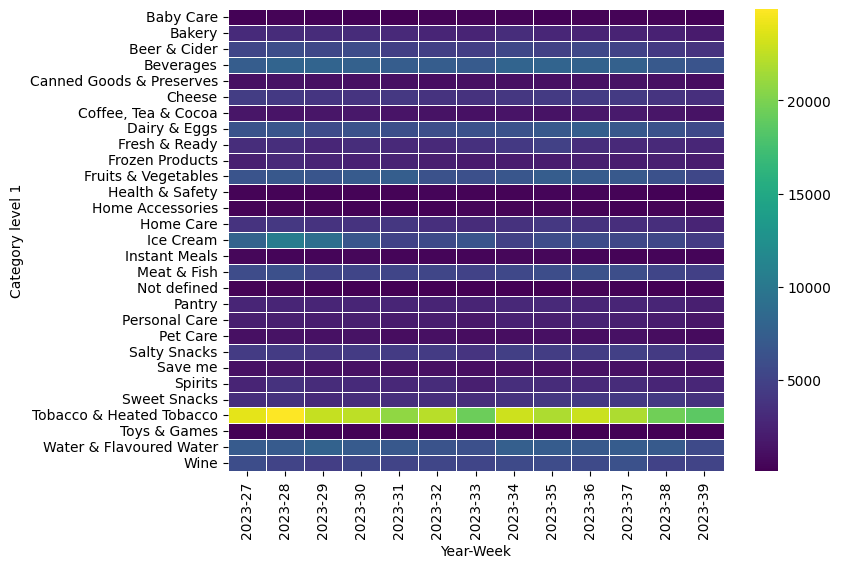 Category level 1
Baby Care
Bakery
Beer & Cider
Beverages
Canned Goods & Preserves
Cheese
Coffee, Tea & Cocoa
Dairy & Eggs
Fresh & Ready
Frozen Products
Fruits & Vegetables
Health & Safety
Home Accessories
Home Care
Ice Cream
Instant Meals
Meat & Fish
Not defined
Pantry
Personal Care
Pet Care
Salty Snacks
Save me
Spirits
Sweet Snacks
Tobacco & Heated Tobacco
Toys & Games
Water & Flavoured Water
Wine
2023-27
2023-28
2023-29
2023-30
2023-31
2023-32
2023-33
2023-34
2023-35
2023-36
2023-37
2023-38
2023-39
Year-Week
20000
15000
10000
5000